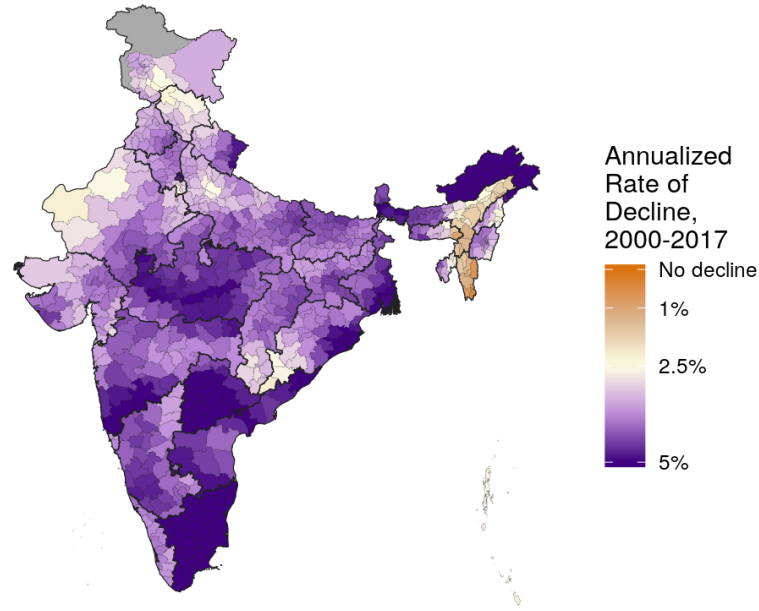 Annualized
Rate of
Decline,
2000-2017
No decline
1%
2.5%
5%